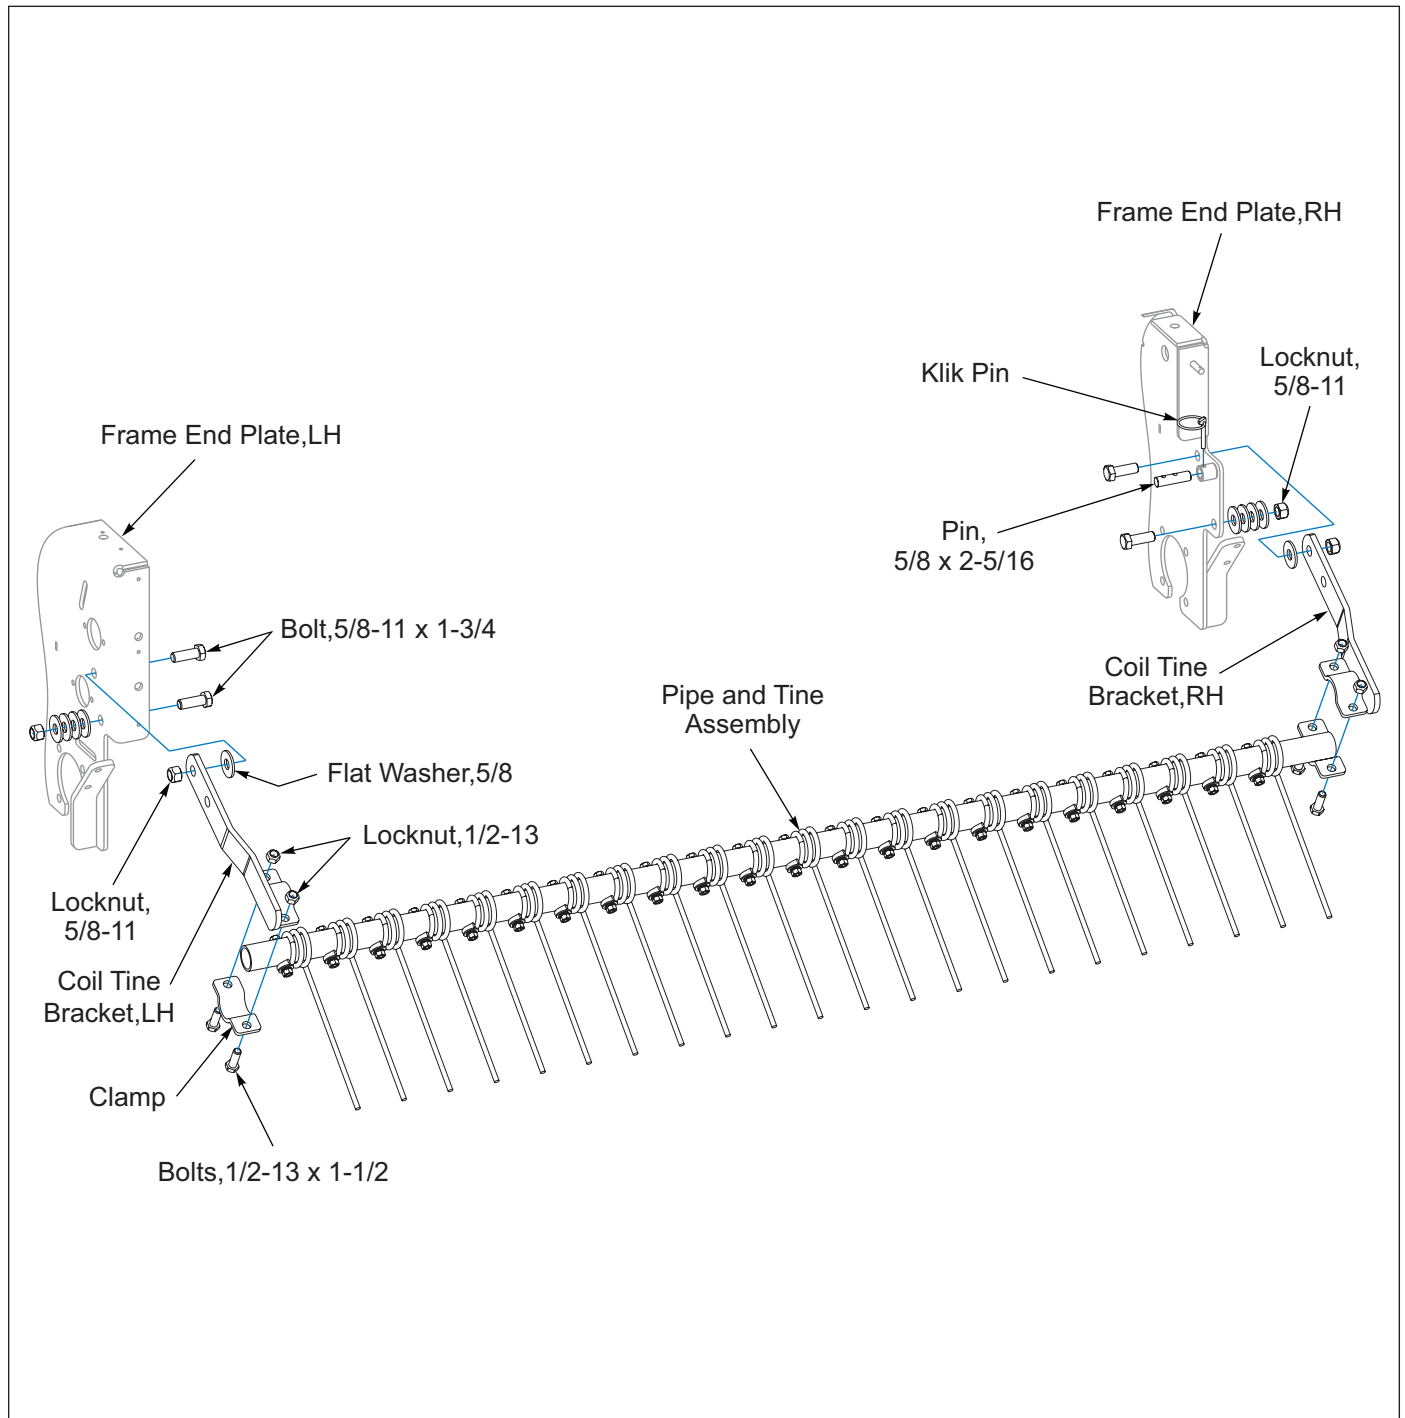 Frame End Plate,RH
Klik Pin
Locknut,
5/8-11
Frame End Plate,LH
Pin,
5/8 x 2-5/16
Bolt,5/8-11 x 1-3/4
Coil Tine
Bracket,RH
Pipe and Tine
Assembly
Flat Washer,5/8
Locknut,1/2-13
Locknut,
5/8-11
Coil Tine
Bracket,LH
Clamp
Bolts,1/2-13 x 1-1/2